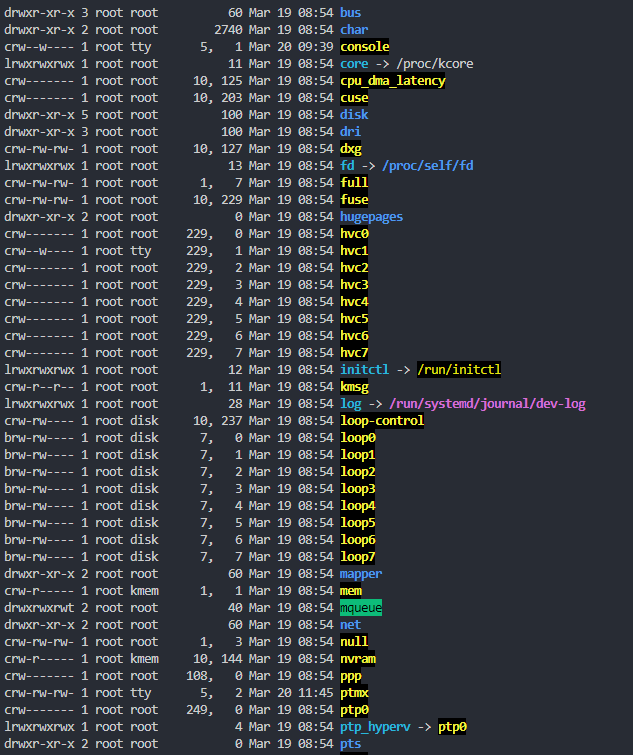 drwxr-xr-x 3 root root      60 Mar 19 08:54 bus
drwxr-xr-x 2 root root    2740 Mar 19 08:54 char
crw--w---- 1 root tty    5,   1 Mar 20 09:39 console
lrwxrwxrwx 1 root root      11 Mar 19 08:54 core -> /proc/kcore
crw------- 1 root root  10, 125 Mar 19 08:54 cpu_dma_latency
crw------- 1 root root  10, 203 Mar 19 08:54 cuse
drwxr-xr-x 5 root root     100 Mar 19 08:54 disk
drwxr-xr-x 3 root root     100 Mar 19 08:54 dri
crw-rw-rw- 1 root root  10, 127 Mar 19 08:54 dxg
lrwxrwxrwx 1 root root      13 Mar 19 08:54 fd -> /proc/self/fd
crw-rw-rw- 1 root root   1,   7 Mar 19 08:54 full
crw-rw-rw- 1 root root  10, 229 Mar 19 08:54 fuse
drwxr-xr-x 2 root root       0 Mar 19 08:54 hugepages
crw------- 1 root root 229,   0 Mar 19 08:54 hvc0
crw--w---- 1 root tty  229,   1 Mar 19 08:54 hvc1
crw------- 1 root root 229,   2 Mar 19 08:54 hvc2
crw------- 1 root root 229,   3 Mar 19 08:54 hvc3
crw------- 1 root root 229,   4 Mar 19 08:54 hvc4
crw------- 1 root root 229,   5 Mar 19 08:54 hvc5
crw------- 1 root root 229,   6 Mar 19 08:54 hvc6
crw------- 1 root root 229,   7 Mar 19 08:54 hvc7
lrwxrwxrwx 1 root root      12 Mar 19 08:54 initctl -> /run/initctl
crw-r--r-- 1 root root   1,  11 Mar 19 08:54 kmsg
lrwxrwxrwx 1 root root      28 Mar 19 08:54 log -> /run/systemd/journal/dev-log
crw-rw---- 1 root disk  10, 237 Mar 19 08:54 loop-control
brw-rw---- 1 root disk   7,   0 Mar 19 08:54 loop0
brw-rw---- 1 root disk   7,   1 Mar 19 08:54 loop1
brw-rw---- 1 root disk   7,   2 Mar 19 08:54 loop2
brw-rw---- 1 root disk   7,   3 Mar 19 08:54 loop3
brw-rw---- 1 root disk   7,   4 Mar 19 08:54 loop4
brw-rw---- 1 root disk   7,   5 Mar 19 08:54 loop5
brw-rw---- 1 root disk   7,   6 Mar 19 08:54 loop6
brw-rw---- 1 root disk   7,   7 Mar 19 08:54 loop7
drwxr-xr-x 2 root root      60 Mar 19 08:54 mapper
crw-r----- 1 root kmem   1,   1 Mar 19 08:54 mem
drwxrwxrwt 2 root root      40 Mar 19 08:54 mqueue
drwxr-xr-x 2 root root      60 Mar 19 08:54 net
crw-rw-rw- 1 root root   1,   3 Mar 19 08:54 null
crw-r----- 1 root kmem  10, 144 Mar 19 08:54 nvram
crw------- 1 root root 108,   0 Mar 19 08:54 ppp
crw-rw-rw- 1 root tty    5,   2 Mar 20 11:45 ptmx
crw------- 1 root root 249,   0 Mar 19 08:54 ptp0
lrwxrwxrwx 1 root root       4 Mar 19 08:54 ptp_hyperv -> ptp0
drwxr-xr-x 2 root root       0 Mar 19 08:54 pts